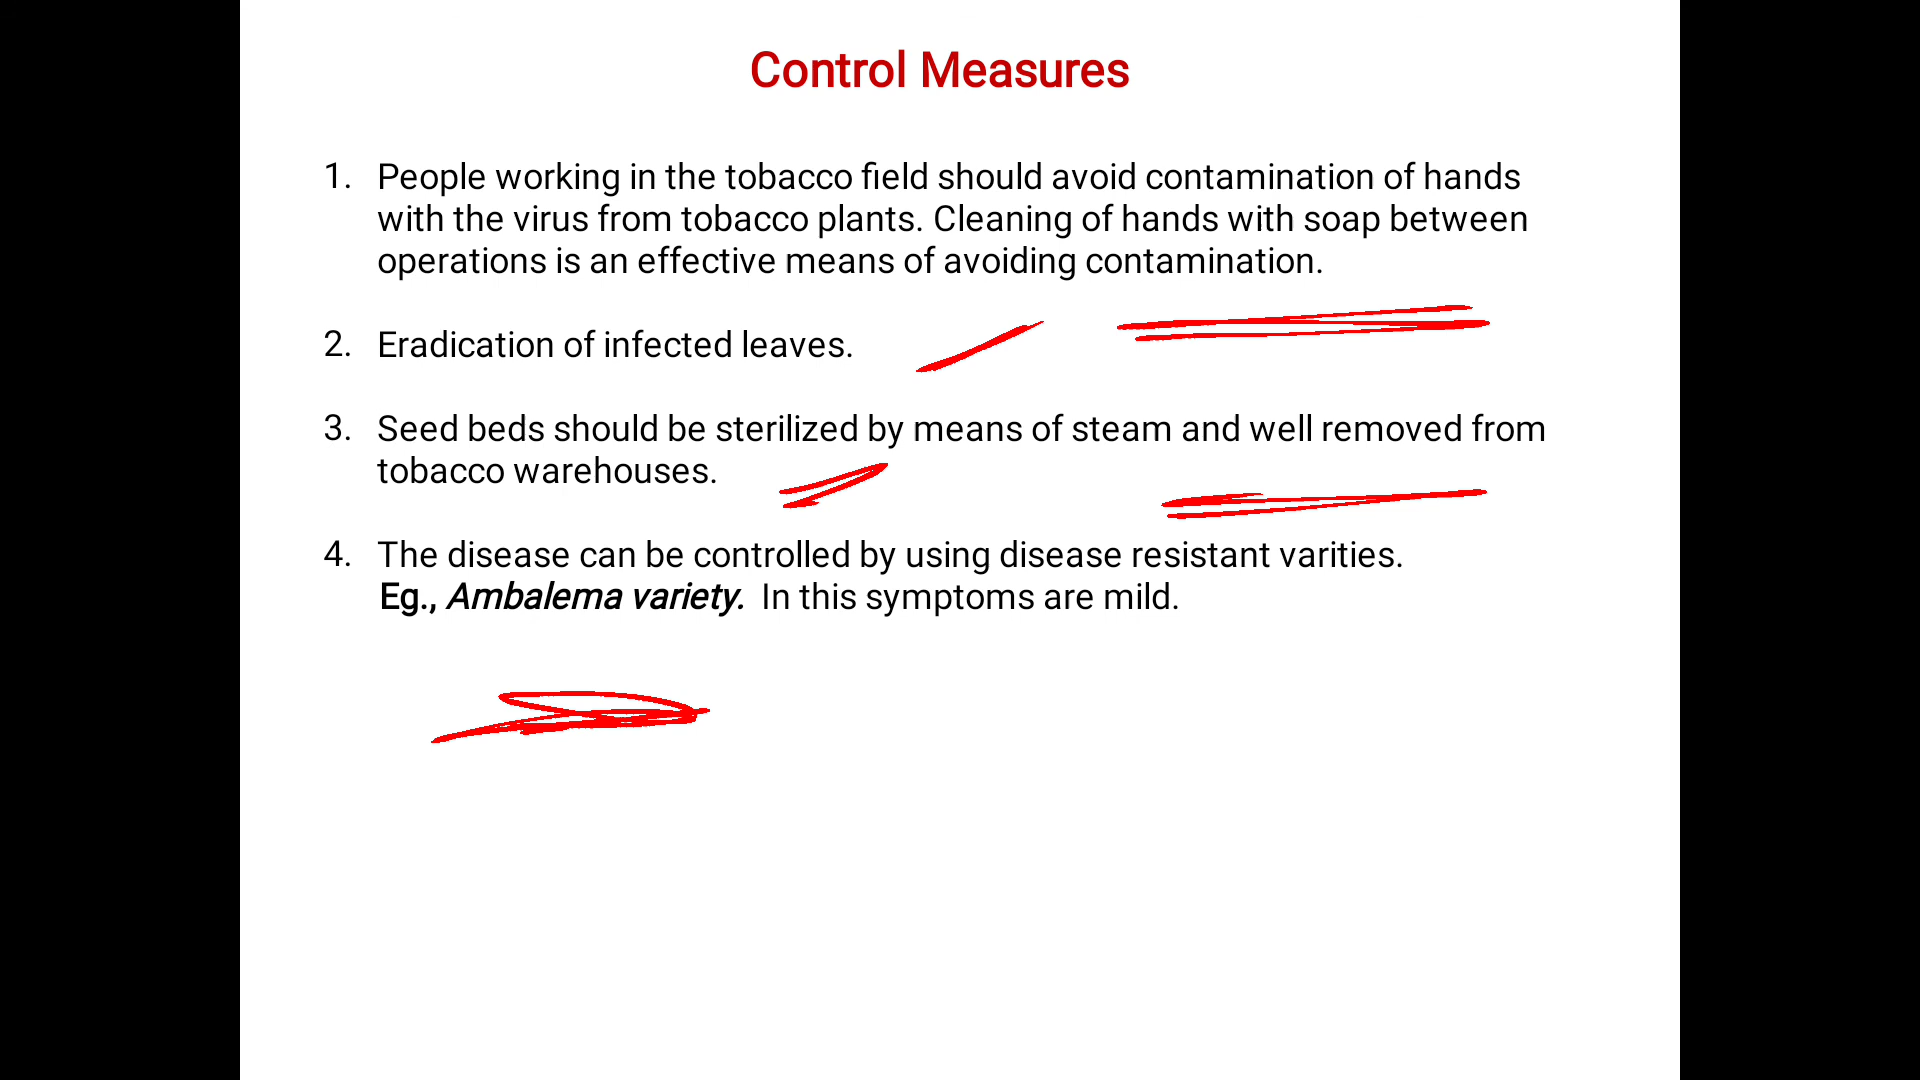 Control Measures
1. People working in the tobacco field should avoid contamination of hands
with the virus from tobacco plants. Cleaning of hands with soap between
operations is an effective means of avoiding contamination.
2. Eradication of infected leaves.
3. Seed beds should be sterilized by means of steam and well removed from
tobacco warehouses.
4. The disease can be controlled by using disease resistant varities.
Eg., Ambalema variety. In this symptoms are mild.